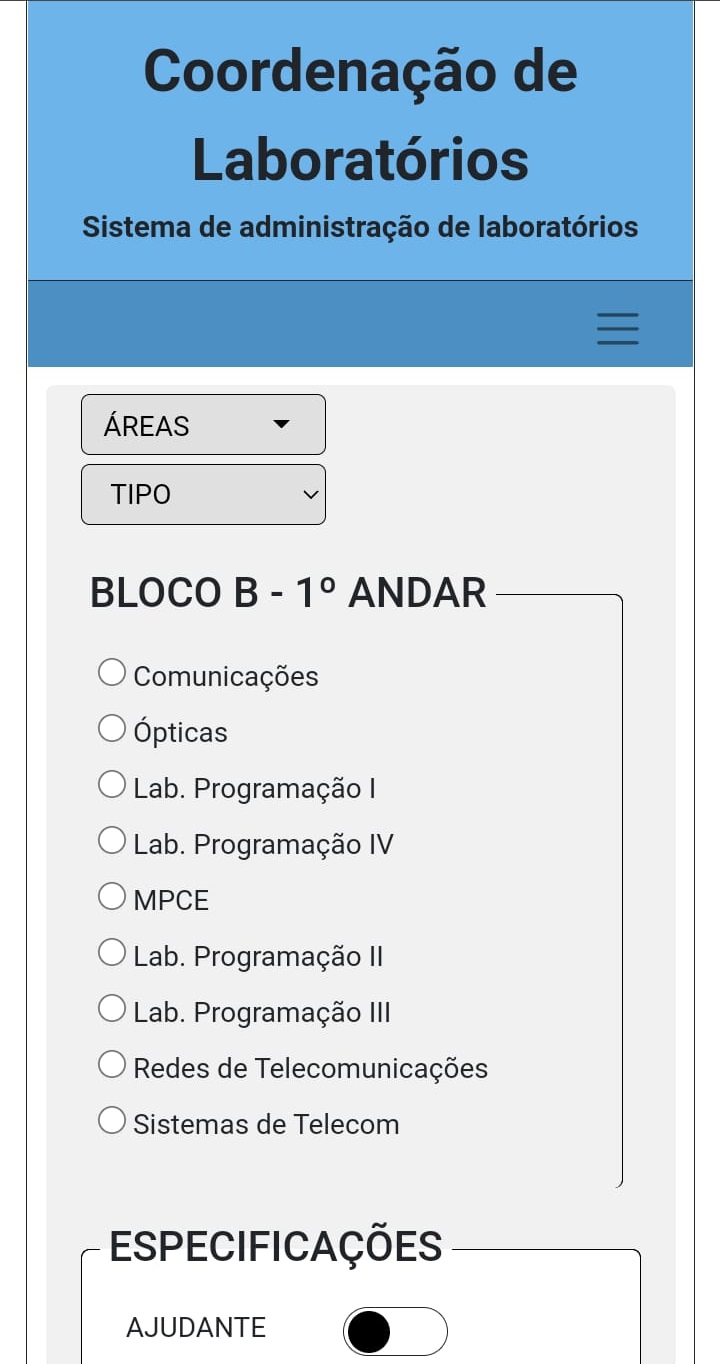 Coordenação de
Laboratórios
Sistema de administração de laboratórios
ÁREAS
TIPO
BLOCO B - 1º ANDAR
Comunicações
Ópticas
Lab. Programação I
Lab. Programação IV
MPCE
Lab. Programação II
Lab. Programação III
Redes de Telecomunicações
Sistemas de Telecom
ESPECIFICAÇÕES
AJUDANTE